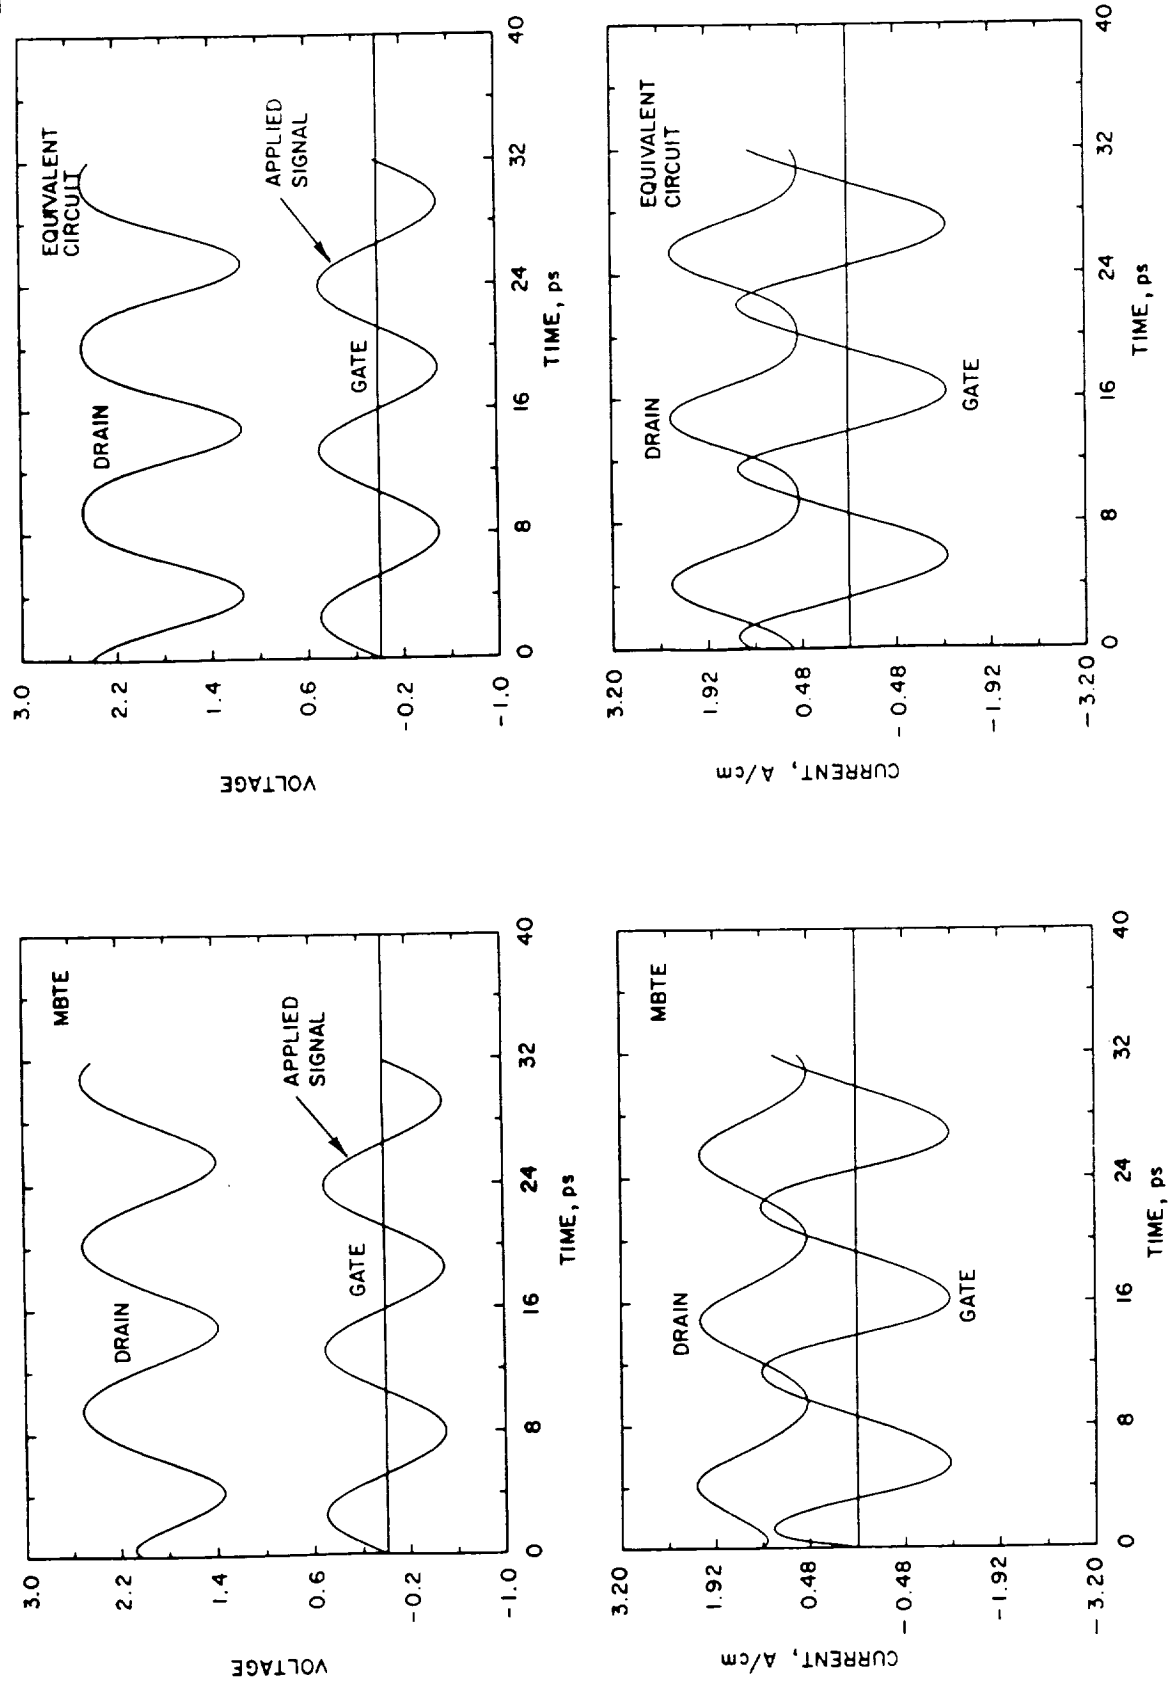 3.0
2.2
1.4
0.6
-0.2
-1.0
VOLTAGE
MBTE
DRAIN
GATE
APPLIED
SIGNAL
0
8
16
24
32
40
TIME, ps
3.0
2.2
1.4
0.6
-0.2
-1.0
VOLTAGE
EQUIVALENT
CIRCUIT
DRAIN
GATE
APPLIED
SIGNAL
0
8
16
24
32
40
TIME, ps
3.20
1.92
0.48
-0.48
-1.92
-3.20
CURRENT, A/cm
MBTE
DRAIN
GATE
0
8
16
24
32
40
TIME, ps
3.20
1.92
0.48
-0.48
-1.92
-3.20
CURRENT, A/cm
EQUIVALENT
CIRCUIT
DRAIN
GATE
0
8
16
24
32
40
TIME, ps